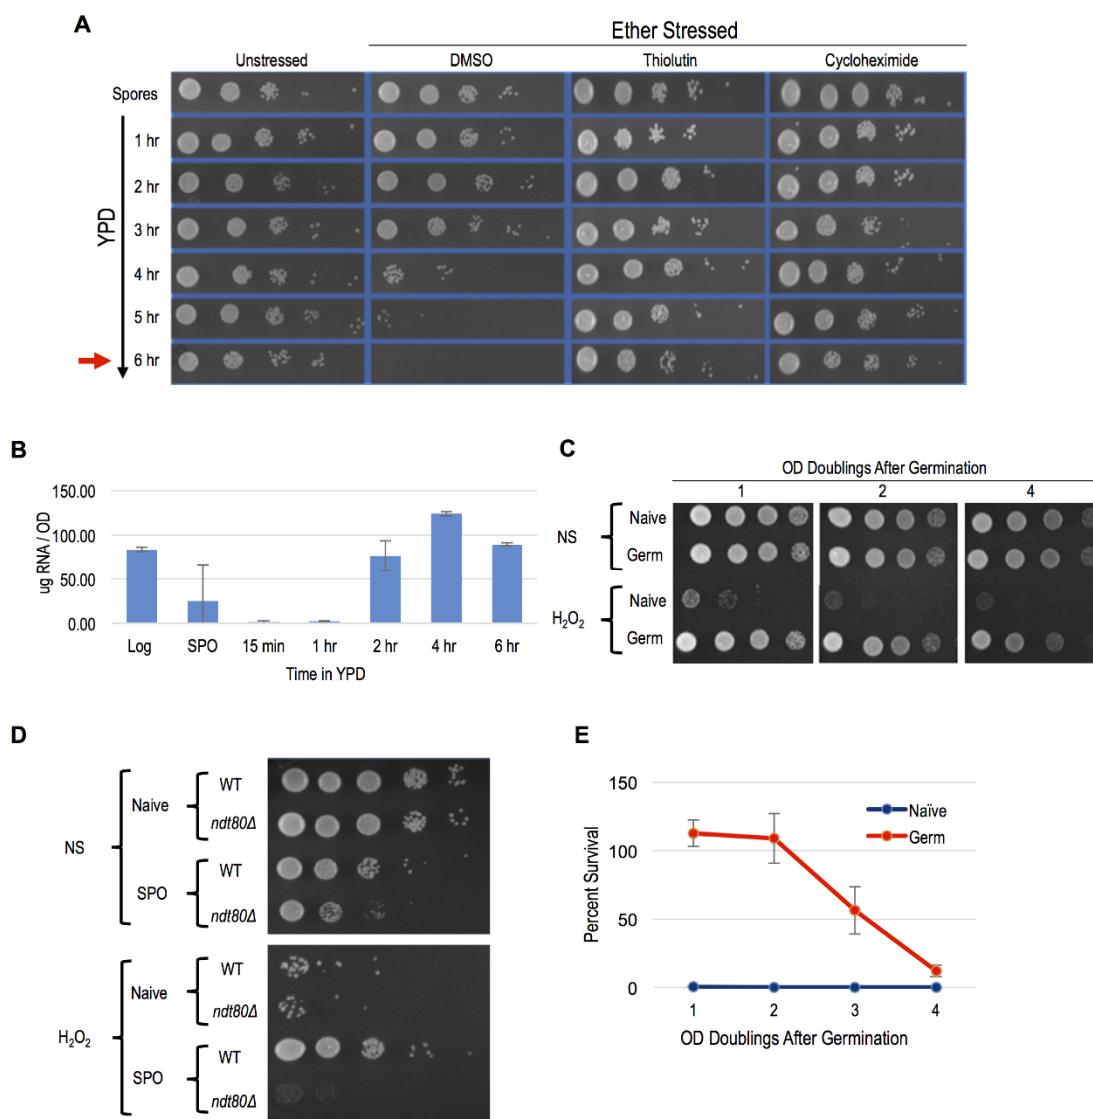 A
Ether Stressed
Unstressed DMSO Thiolutin Cycloheximide
Spores
1 hr
2 hr
3 hr
4 hr
5 hr
6 hr
YPD
B
ug RNA / OD
150.00
100.00
50.00
0.00
Log SPO 15 min 1 hr 2 hr 4 hr 6 hr
Time in YPD
C
OD Doublings After Germination
1 2 4
NS
Naive
Germ
H₂O₂
Naive
Germ
D
NS
Naive
WT
ndt80Δ
SPO
WT
ndt80Δ
H₂O₂
Naive
WT
ndt80Δ
SPO
WT
ndt80Δ
E
Percent Survival
150
100
50
0
Naïve
Germ
1 2 3 4
OD Doublings After Germination